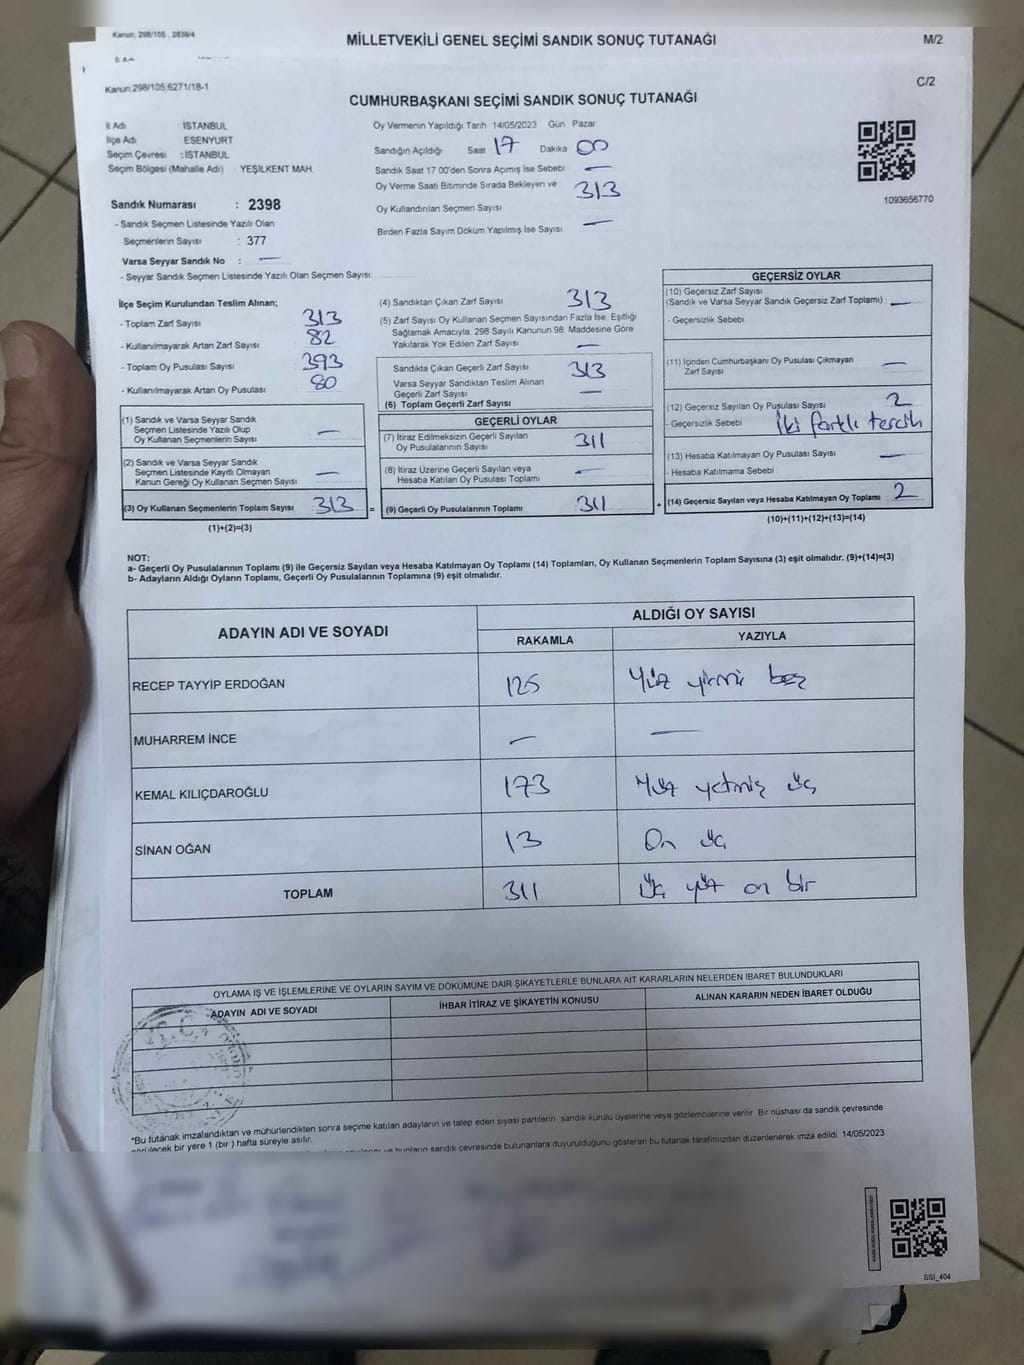 Kanun: 298/105 , 2839/4
MİLLETVEKİLİ GENEL SEÇİMİ SANDIK SONUÇ TUTANAĞI
M/2
Kanun:298/105,6271/18-1
C/2
CUMHURBAŞKANI SEÇİMİ SANDIK SONUÇ TUTANAĞI
İl Adı İSTANBUL
İlçe Adı ESENYURT
Seçim Çevresi : İSTANBUL
Seçim Bölgesi (Mahalle Adı) YEŞİLKENT MAH.
Sandık Numarası : 2398
- Sandık Seçmen Listesinde Yazılı Olan
Seçmenlerin Sayısı : 377
Varsa Seyyar Sandık No : —
- Seyyar Sandık Seçmen Listesinde Yazılı Olan Seçmen Sayısı:
Oy Vermenin Yapıldığı Tarih 14/05/2023 Gün Pazar
Sandığın Açıldığı Saat 17 Dakika 00
Sandık Saat 17 00'den Sonra Açımış İse Sebebi —
Oy Verme Saati Bitiminde Sırada Bekleyen ve 313
Oy Kullandırılan Seçmen Sayısı
Birden Fazla Sayım Döküm Yapılmış İse Sayısı —
1093656770
İlçe Seçim Kurulundan Teslim Alınan;
- Toplam Zarf Sayısı 313
- Kullanılmayarak Artan Zarf Sayısı 82
- Toplam Oy Pusulası Sayısı 393
- Kullanılmayarak Artan Oy Pusulası 80
(1) Sandık ve Varsa Seyyar Sandık
Seçmen Listesinde Yazılı Olup
Oy Kullanan Seçmenlerin Sayısı —
(2) Sandık ve Varsa Seyyar Sandık
Seçmen Listesinde Kayıtlı Olmayan
Kanun Gereği Oy Kullanan Seçmen Sayısı —
(3) Oy Kullanan Seçmenlerin Toplam Sayısı 313 =
(1)+(2)=(3)
(4) Sandıktan Çıkan Zarf Sayısı 313
(5) Zarf Sayısı Oy Kullanan Seçmen Sayısından Fazla İse, Eşitliği
Sağlamak Amacıyla, 298 Sayılı Kanunun 98. Maddesine Göre
Yakılarak Yok Edilen Zarf Sayısı —
Sandıkta Çıkan Geçerli Zarf Sayısı 313
Varsa Seyyar Sandıktan Teslim Alınan
Geçerli Zarf Sayısı —
(6) Toplam Geçerli Zarf Sayısı
GEÇERLİ OYLAR
(7) İtiraz Edilmeksizin Geçerli Sayılan
Oy Pusulalarının Sayısı 311
(8) İtiraz Üzerine Geçerli Sayılan veya
Hesaba Katılan Oy Pusulası Toplamı —
(9) Geçerli Oy Pusulalarının Toplamı 311 +
GEÇERSİZ OYLAR
(10) Geçersiz Zarf Sayısı
(Sandık ve Varsa Seyyar Sandık Geçersiz Zarf Toplamı) —
- Geçersizlik Sebebi
(11) İçinden Cumhurbaşkanı Oy Pusulası Çıkmayan
Zarf Sayısı —
(12) Geçersiz Sayılan Oy Pusulası Sayısı 2
- Geçersizlik Sebebi İki farklı tercih
(13) Hesaba Katılmayan Oy Pusulası Sayısı —
- Hesaba Katılmama Sebebi
(14) Geçersiz Sayılan veya Hesaba Katılmayan Oy Toplamı 2
(10)+(11)+(12)+(13)=(14)
NOT:
a- Geçerli Oy Pusulalarının Toplamı (9) ile Geçersiz Sayılan veya Hesaba Katılmayan Oy Toplamı (14) Toplamları, Oy Kullanan Seçmenlerin Toplam Sayısına (3) eşit olmalıdır. (9)+(14)=(3)
b- Adayların Aldığı Oyların Toplamı, Geçerli Oy Pusulalarının Toplamına (9) eşit olmalıdır.
ADAYIN ADI VE SOYADI ALDIĞI OY SAYISI
RAKAMLA YAZIYLA
RECEP TAYYİP ERDOĞAN 125 Yüz yirmi beş
MUHARREM İNCE — —
KEMAL KILIÇDAROĞLU 173 Yüz yetmiş üç
SİNAN OĞAN 13 On üç
TOPLAM 311 Üç yüz on bir
OYLAMA İŞ VE İŞLEMLERİNE VE OYLARIN SAYIM VE DÖKÜMÜNE DAİR ŞİKAYETLERLE BUNLARA AİT KARARLARIN NELERDEN İBARET BULUNDUKLARI
ADAYIN ADI VE SOYADI İHBAR İTİRAZ VE ŞİKAYETİN KONUSU ALINAN KARARIN NEDEN İBARET OLDUĞU
T.C.
*Bu tutanak imzalandıktan ve mühürlendikten sonra seçime katılan adayların ve talep eden siyasi partilerin sandık kurulu üyelerine veya gözlemcilerine verilir. Bir nüshası da sandık çevresinde
görülecek bir yere 1 (bir ) hafta süreyle asılır.
sandık çevresinde bulunanlara duyurulduğunu gösteren bu tutanak tarafımızdan düzenlenerek imza edildi. 14/05/2023
SSI_404